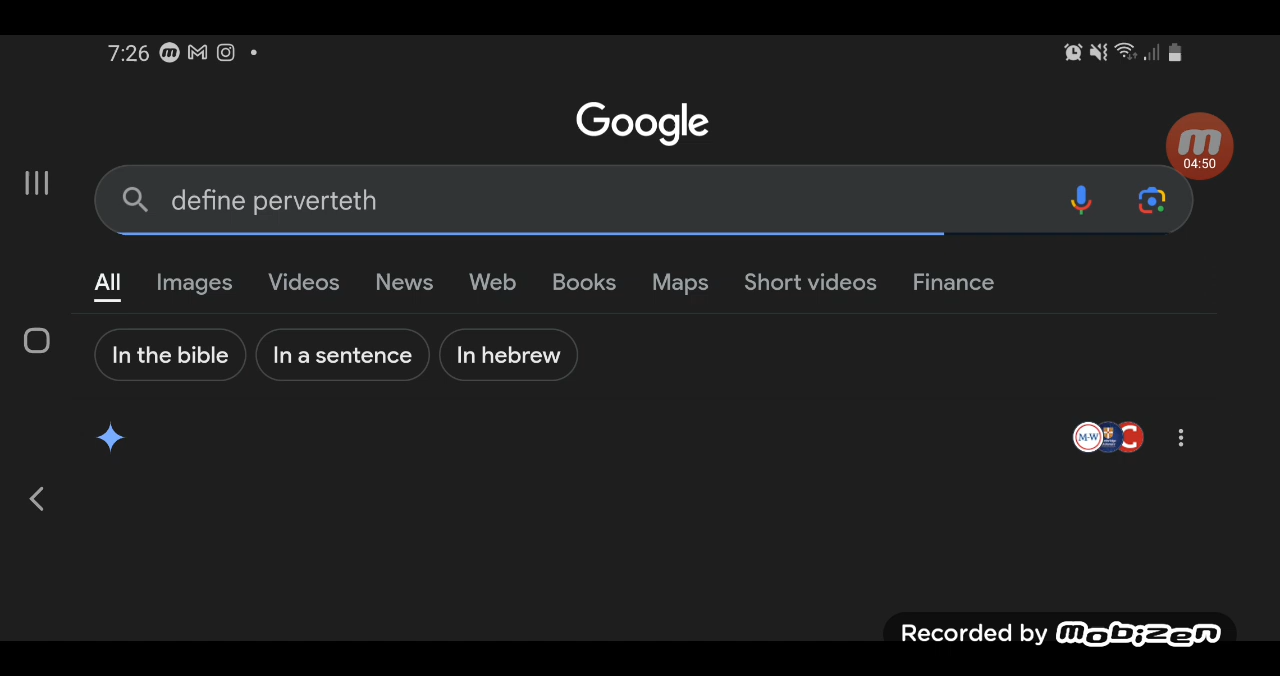 7:26
Google
04:50
define perverteth
All Images Videos News Web Books Maps Short videos Finance
In the bible In a sentence In hebrew
M-W C
Recorded by mobizen